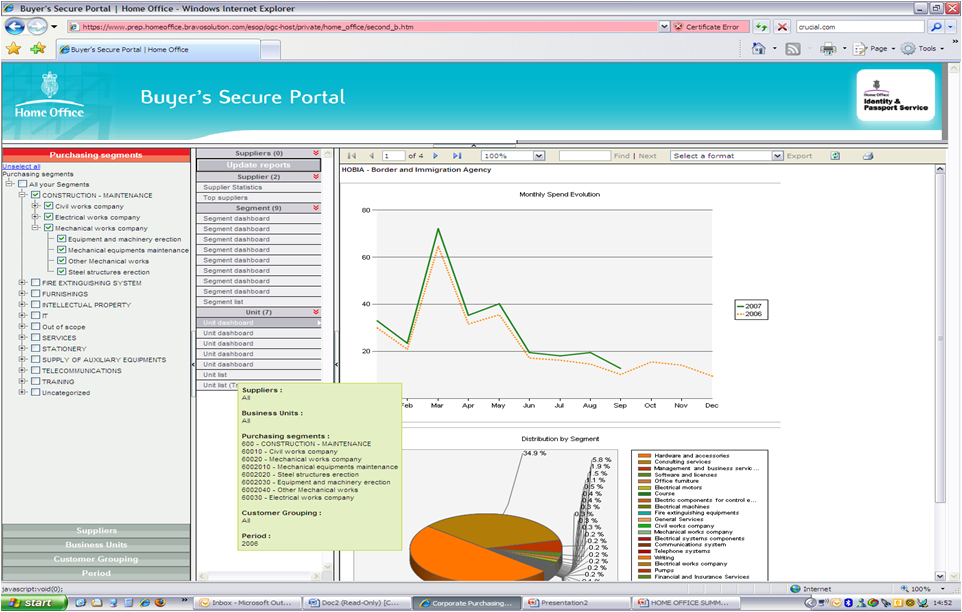 Buyer's Secure Portal | Home Office - Windows Internet Explorer
https://www.prep.homeoffice.bravosolution.com/esop/ogc-host/private/home_office/second_b.htm
Certificate Error
crucial.com
Buyer's Secure Portal | Home Office
Page
Tools
Home Office
Buyer's Secure Portal
Home Office
Identity &
Passport Service
Purchasing segments
Unselect all
Purchasing segments
All your Segments
CONSTRUCTION - MAINTENANCE
Civil works company
Electrical works company
Mechanical works company
Equipment and machinery erection
Mechanical equipments maintenance
Other Mechanical works
Steel structures erection
FIRE EXTINGUISHING SYSTEM
FURNISHINGS
INTELLECTUAL PROPERTY
IT
Out of scope
SERVICES
STATIONERY
SUPPLY OF AUXILIARY EQUIPMENTS
TELECOMMUNICATIONS
TRAINING
Uncategorized
Suppliers
Business Units
Customer Grouping
Period
Suppliers (0)
Update reports
Supplier (2)
Supplier Statistics
Top suppliers
Segment (9)
Segment dashboard
Segment dashboard
Segment dashboard
Segment dashboard
Segment dashboard
Segment dashboard
Segment dashboard
Segment dashboard
Segment list
Unit (7)
Unit dashboard
Unit dashboard
Unit dashboard
Unit dashboard
Unit dashboard
Unit list
Unit list
Suppliers :
All
Business Units :
All
Purchasing segments :
600 - CONSTRUCTION - MAINTENANCE
60010 - Civil works company
60020 - Mechanical works company
6002010 - Mechanical equipments maintenance
6002020 - Steel structures erection
6002030 - Equipment and machinery erection
6002040 - Other Mechanical works
60030 - Electrical works company
Customer Grouping :
All
Period :
2006
1 of 4
100%
Find | Next
Select a format
Export
HOBIA - Border and Immigration Agency
Monthly Spend Evolution
80
60
40
20
Feb Mar Apr May Jun Jul Aug Sep Oct Nov Dec
2007
2006
Distribution by Segment
34.9 %
5.8 %
1.9 %
1.5 %
1.1 %
0.5 %
0.4 %
0.4 %
0.3 %
0.3 %
0.3 %
0.2 %
0.2 %
0.2 %
0.2 %
0.2 %
Hardware and accessories
Consulting services
Management and business servic...
Software and licenses
Office furniture
Electrical motors
Course
Electric components for control e...
Electrical machines
Fire extinguishing equipments
General Services
Civil works company
Mechanical works company
Electrical systems components
Communications system
Telephone systems
Writing
Electrical works company
Pumps
Financial and Insurance Services
javascript:void(0);
Internet
100%
start
Inbox - Microsoft Out...
Doc2 (Read-Only) [C...
Corporate Purchasing...
Presentation2
HOME OFFICE SUMM...
14:52